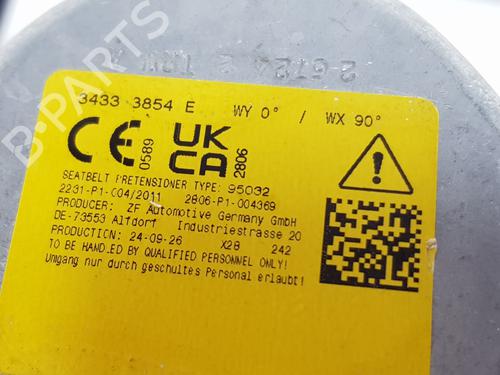 3433 3854 E WY 0° / WX 90°
CE 0589 UK CA 2806
SEATBELT PRETENSIONER TYPE: 95032
2231-P1-004/2011 2806-P1-004369
PRODUCER: ZF Automotive Germany GmbH
DE-73553 Alfdorf Industriestrasse 20
PRODUCTION: 24-09-26 X28 242
TO BE HANDLED BY QUALIFIED PERSONNEL ONLY!
Umgang nur durch geschultes Personal erlaubt!
B-PARTS